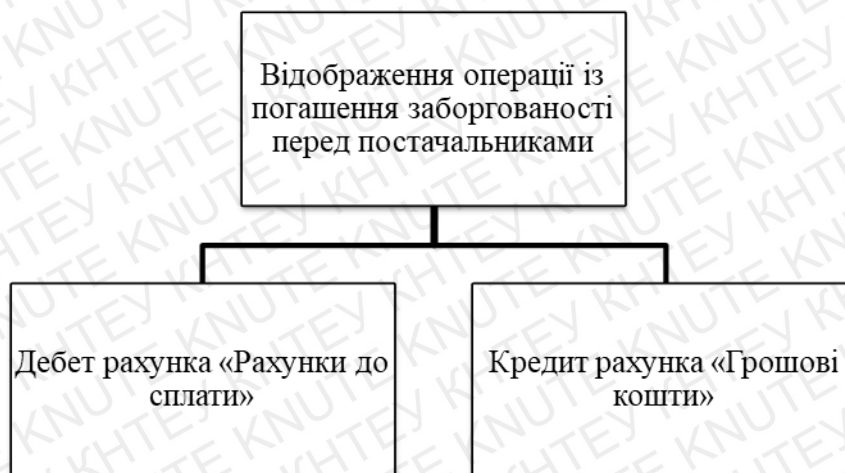 Відображення операції із
погашення заборгованості
перед постачальниками
Дебет рахунка «Рахунки до
сплати»
Кредит рахунка «Грошові
кошти»